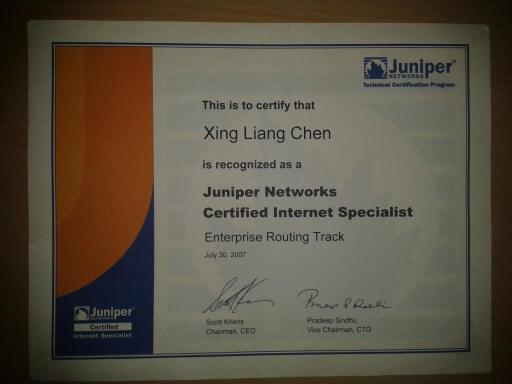 Juniper
NETWORKS
Technical Certification Program
This is to certify that
Xing Liang Chen
is recognized as a
Juniper Networks
Certified Internet Specialist
Enterprise Routing Track
July 30, 2007
Scott Kriens
Chairman, CEO
Pradeep Sindhu
Vice Chairman, CTO
Juniper
NETWORKS
Certified
Internet Specialist